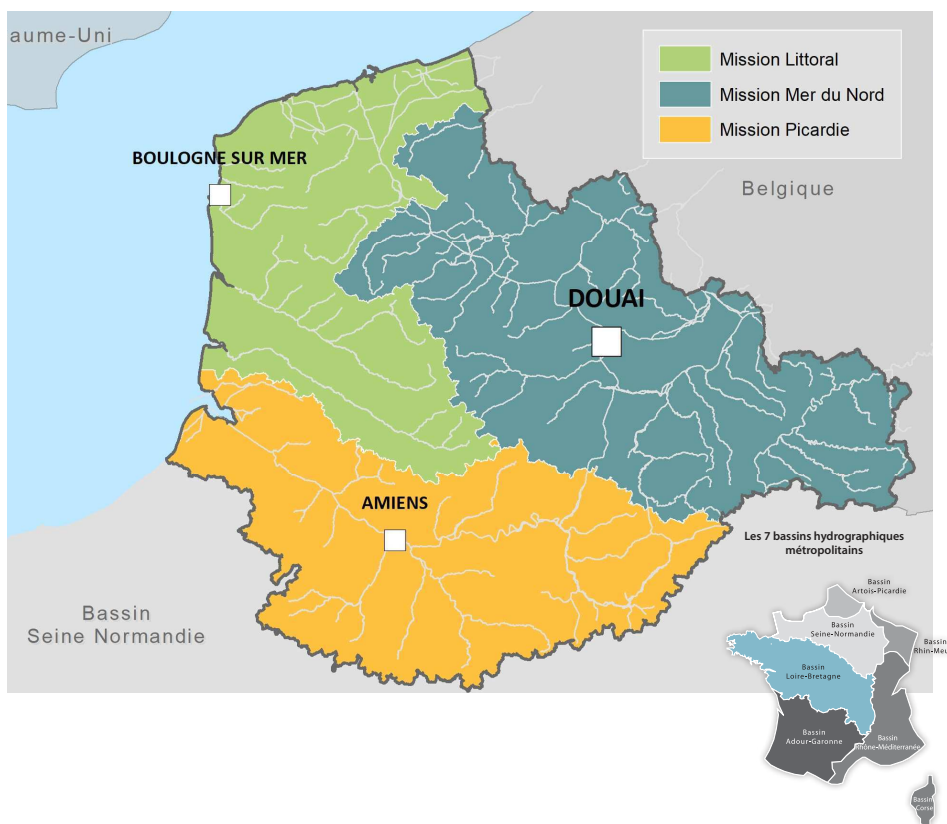 aume-Uni
Mission Littoral
Mission Mer du Nord
Mission Picardie
BOULOGNE SUR MER
Belgique
DOUAI
AMIENS
Les 7 bassins hydrographiques
métropolitains
Bassin
Seine Normandie
Bassin
Artois-Picardie
Bassin
Seine-Normandie
Bassin
Rhin-Meu
Bassin
Loire-Bretagne
Bassin
Adour-Garonne
Bassin
Rhône-Méditerranée
Bassin
Corse